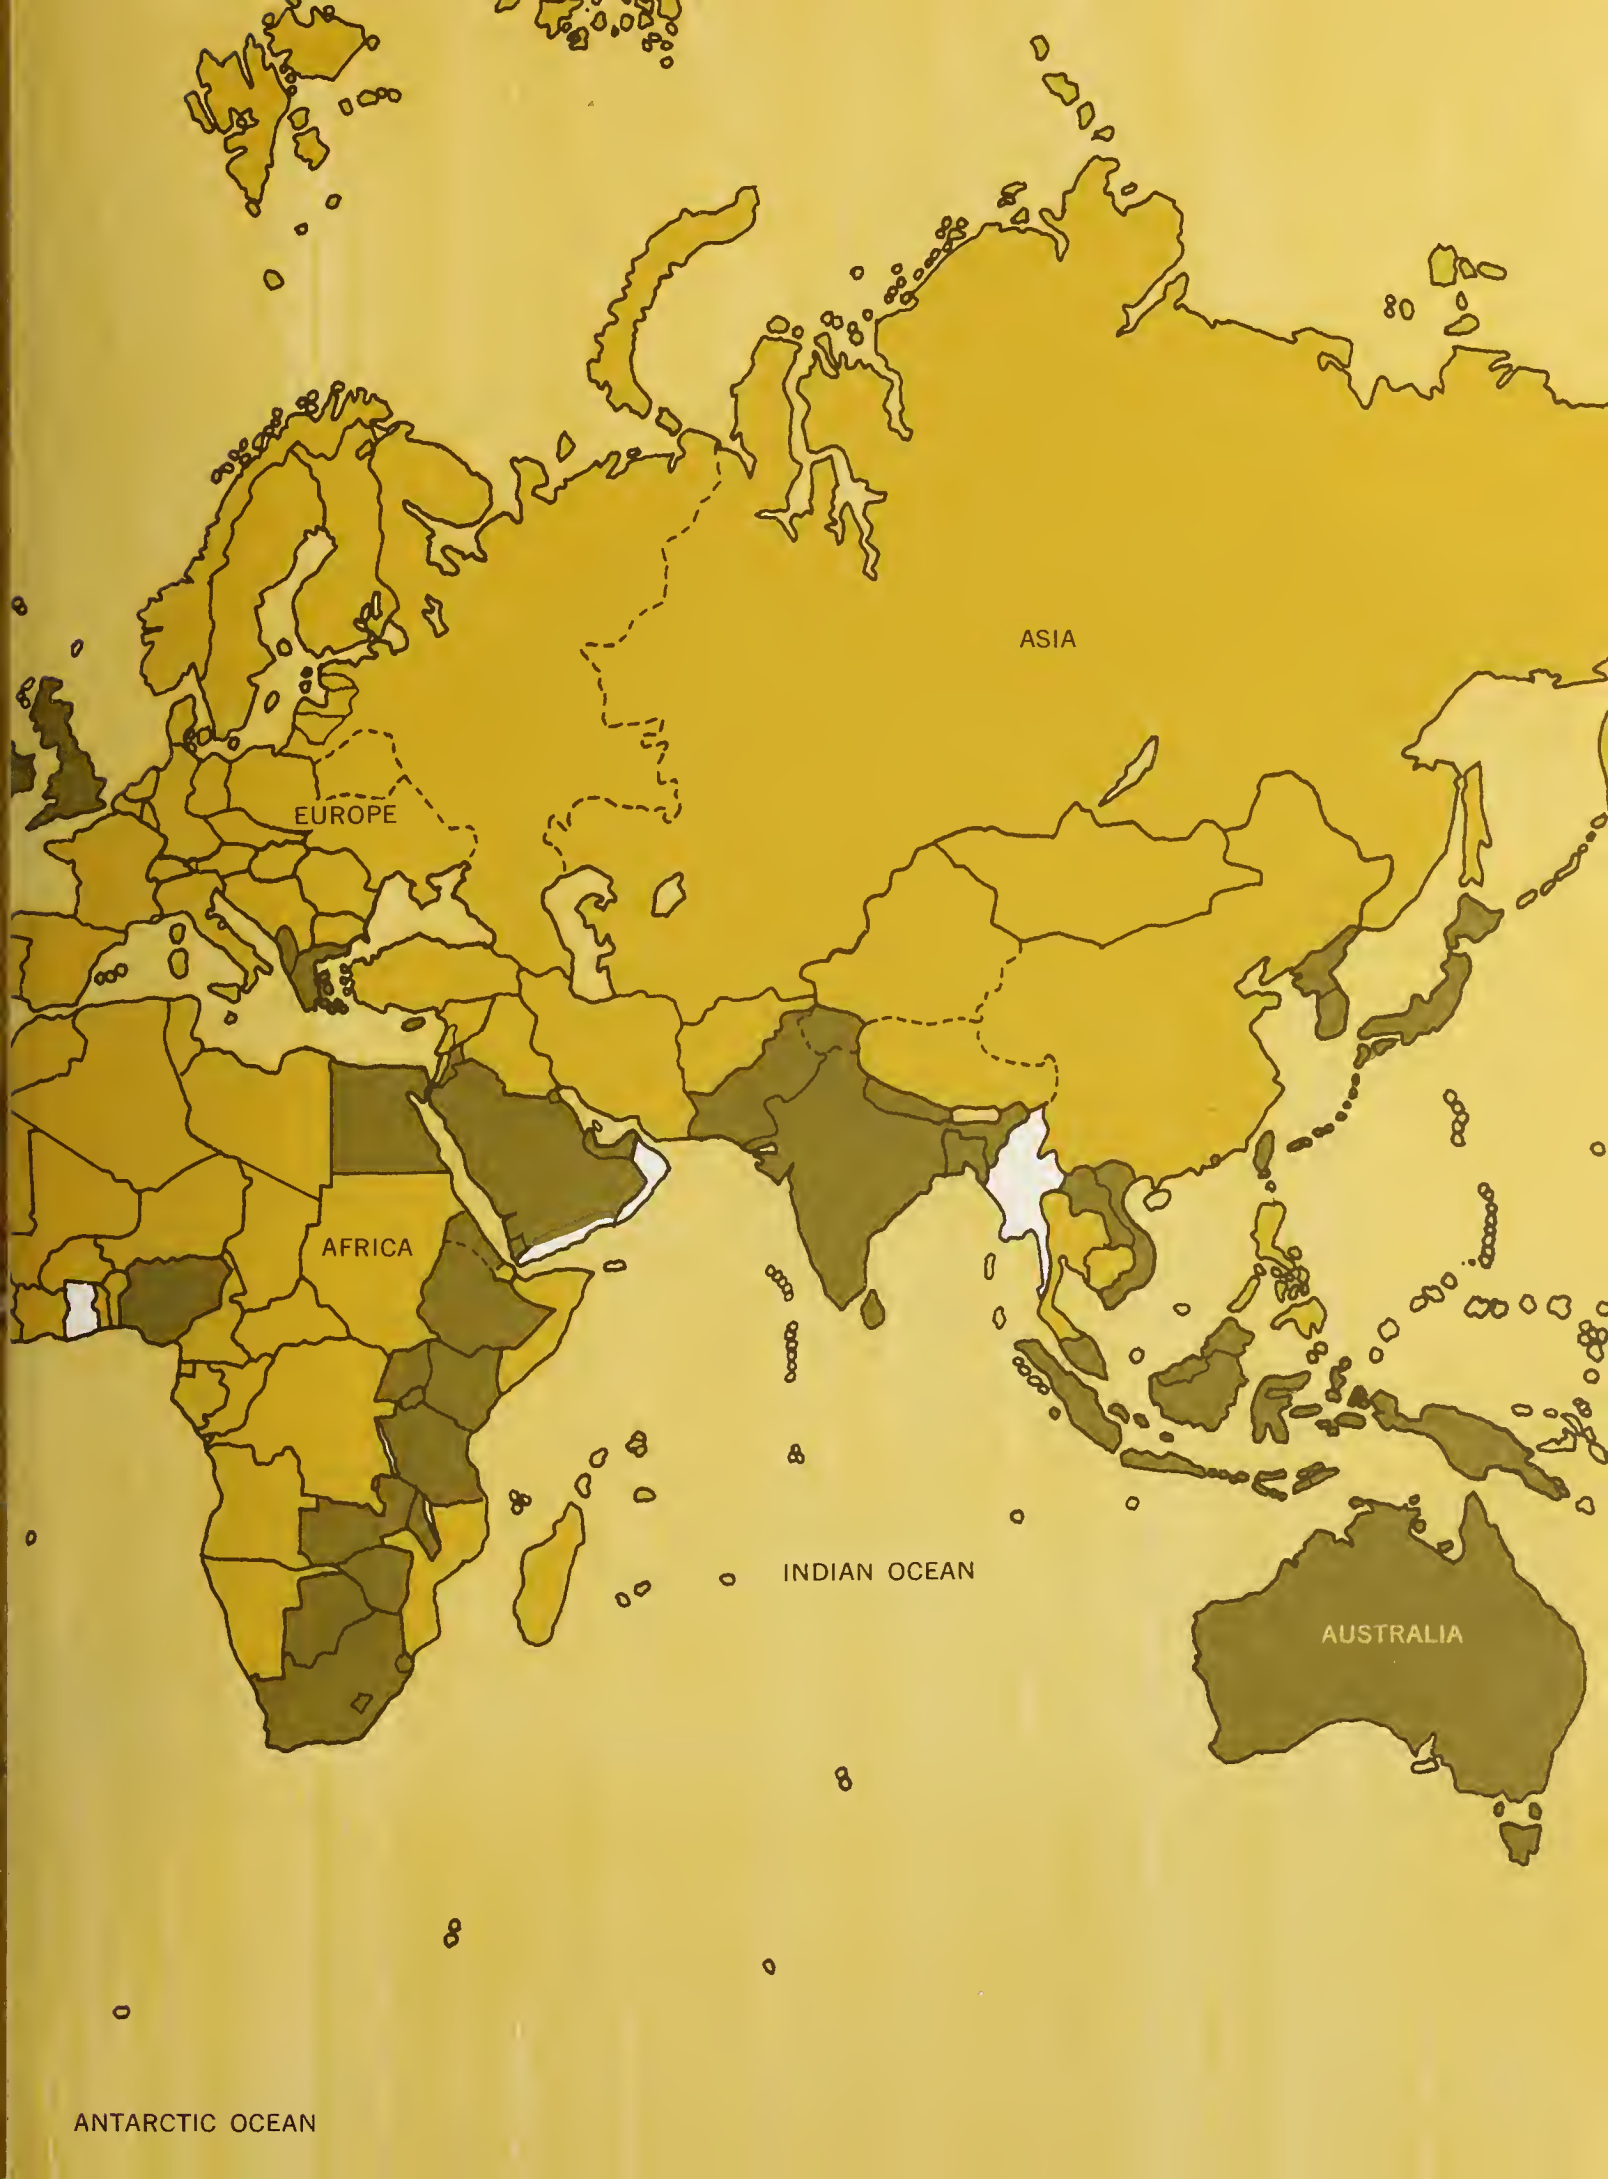 ASIA
EUROPE
AFRICA
INDIAN OCEAN
AUSTRALIA
ANTARCTIC OCEAN